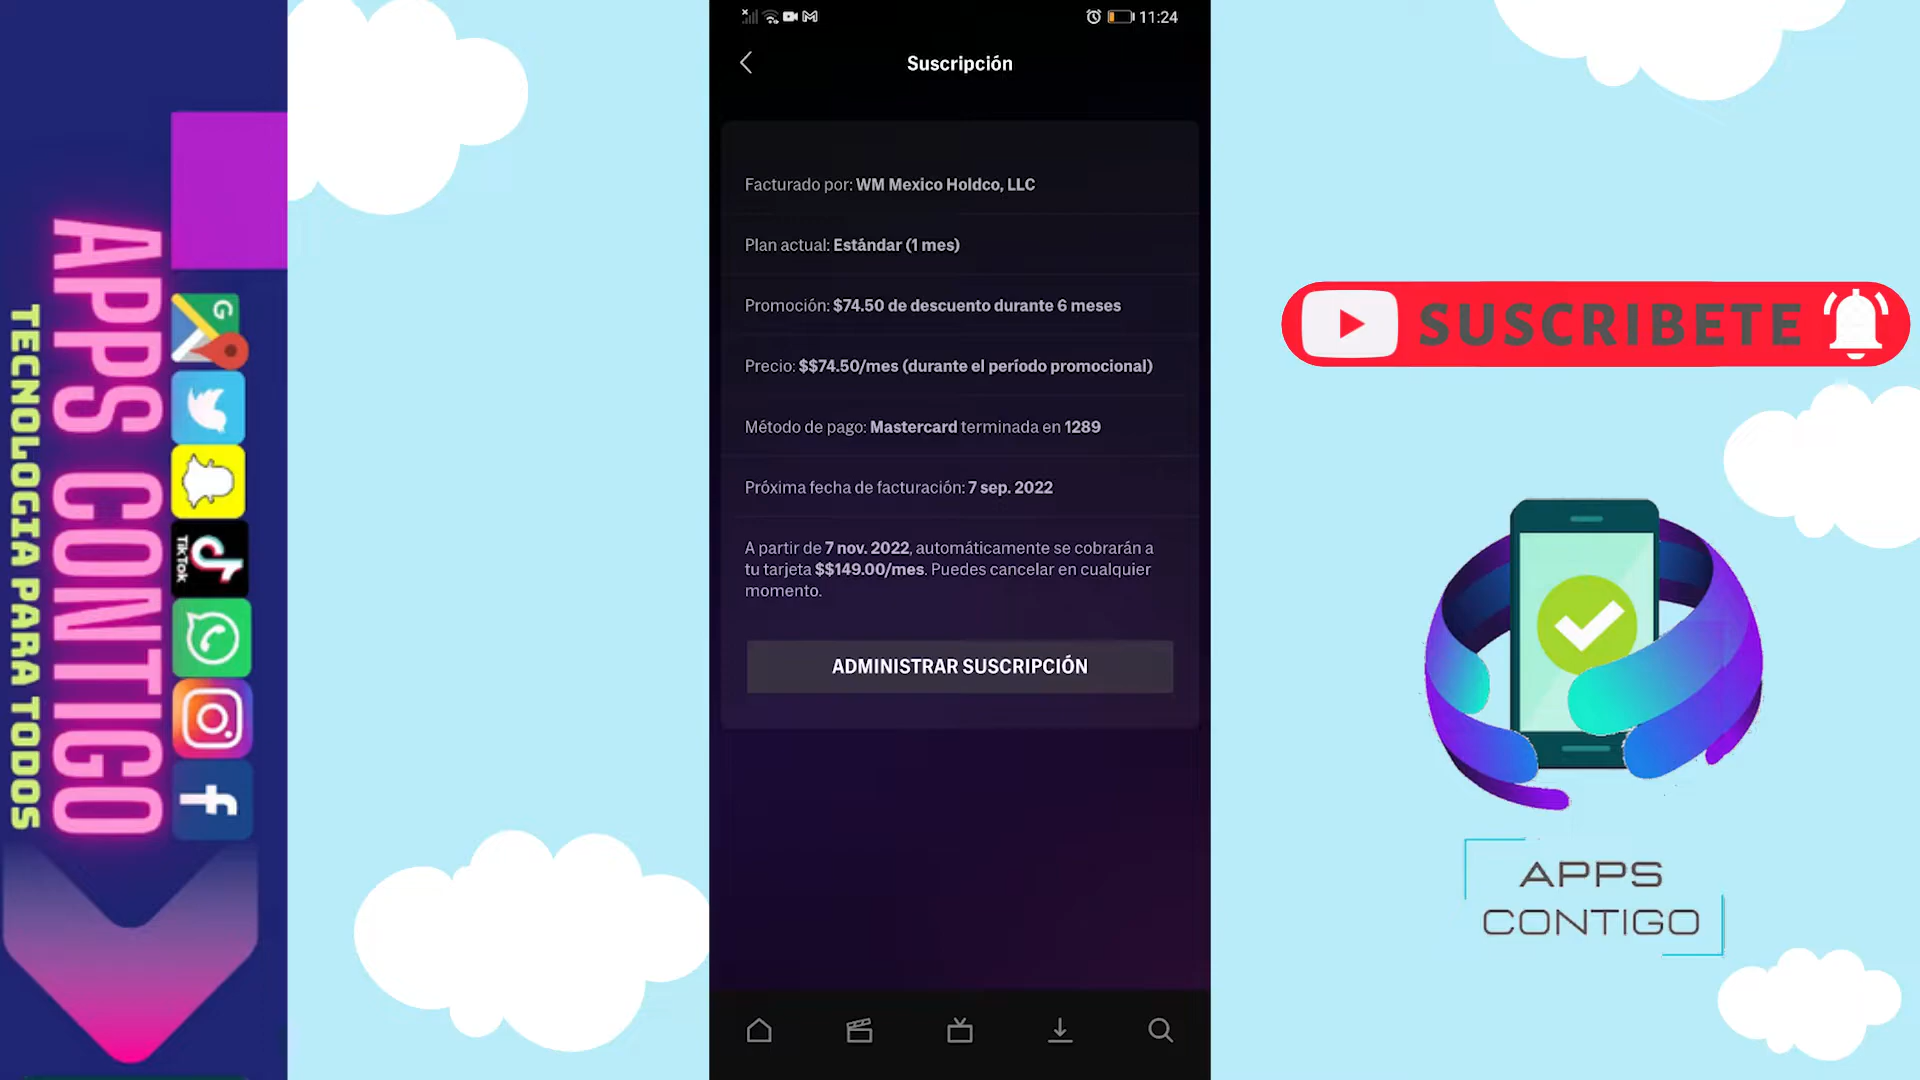 APPS CONTIGO
TECNOLOGIA PARA TODOS
G
TikTok
11:24
Suscripción
Facturado por: WM Mexico Holdco, LLC
Plan actual: Estándar (1 mes)
Promoción: $74.50 de descuento durante 6 meses
Precio: $$74.50/mes (durante el período promocional)
Método de pago: Mastercard terminada en 1289
Próxima fecha de facturación: 7 sep. 2022
A partir de 7 nov. 2022, automáticamente se cobrarán a
tu tarjeta $$149.00/mes. Puedes cancelar en cualquier
momento.
ADMINISTRAR SUSCRIPCIÓN
SUSCRIBETE
APPS
CONTIGO